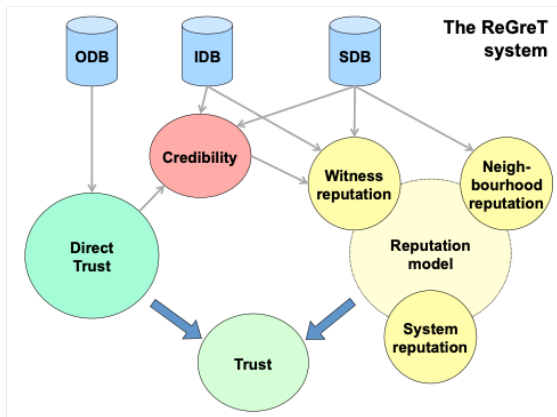 The ReGreT
system
ODB
IDB
SDB
Credibility
Witness
reputation
Neigh-
bourhood
reputation
Direct
Trust
Reputation
model
System
reputation
Trust